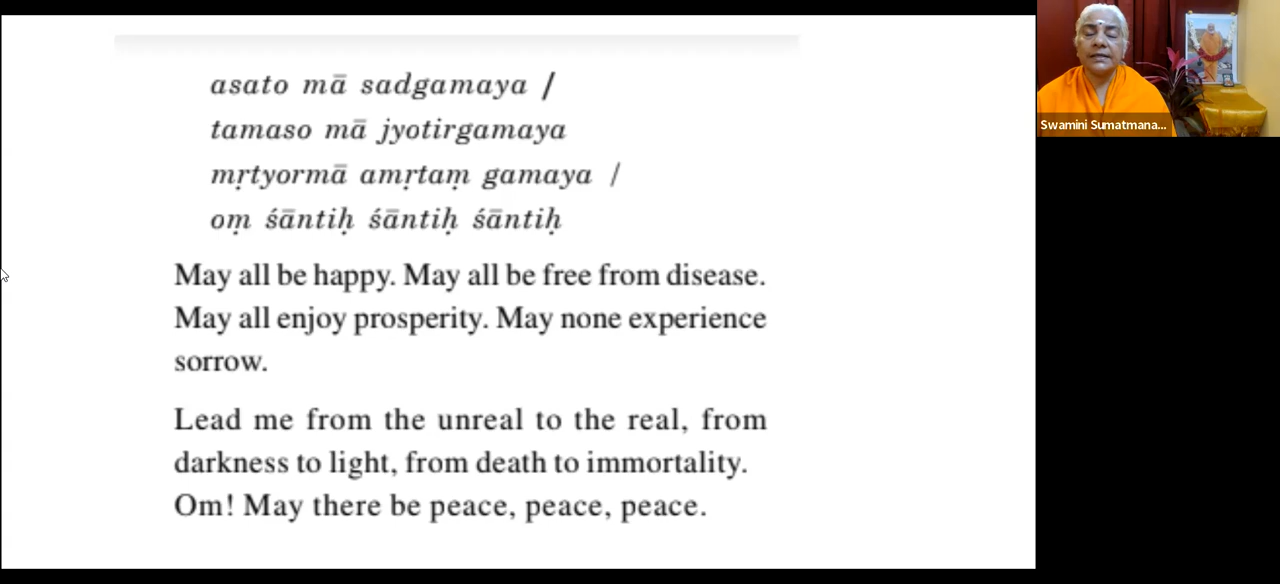 asato mā sadgamaya /
tamaso mā jyotirgamaya
mṛtyormā amṛtaṃ gamaya /
oṃ śāntiḥ śāntiḥ śāntiḥ
May all be happy. May all be free from disease.
May all enjoy prosperity. May none experience
sorrow.
Lead me from the unreal to the real, from
darkness to light, from death to immortality.
Om! May there be peace, peace, peace.
Swamini Sumatmana...